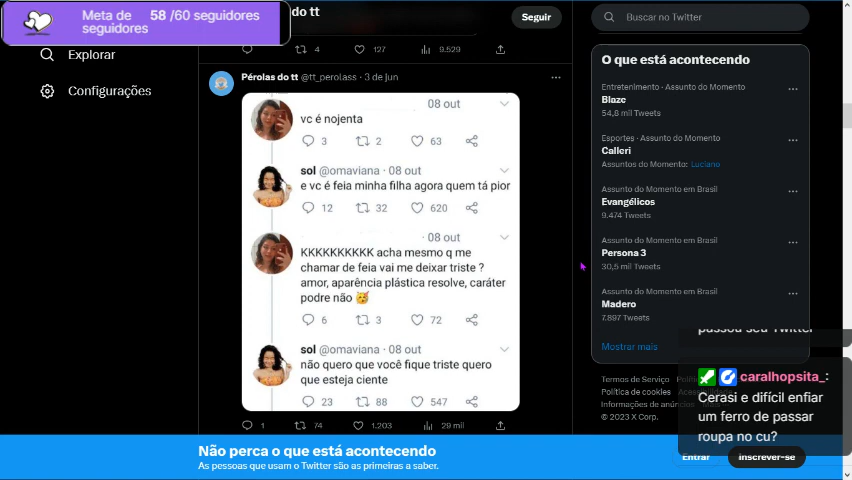 Meta de seguidores
58 /60 seguidores
Explorar
Configurações
do tt
Seguir
4
127
9.529
Pérolas do tt @tt_perolass · 3 de jun
08 out
vc é nojenta
3 2 63
sol @omaviana · 08 out
e vc é feia minha filha agora quem tá pior
12 32 620
· 08 out
KKKKKKKKKK acha mesmo q me
chamar de feia vai me deixar triste ?
amor, aparência plástica resolve, caráter
podre não 🥳
6 3 72
sol @omaviana · 08 out
não quero que você fique triste quero
que esteja ciente
23 88 547
1 74 1.203 29 mil
Buscar no Twitter
O que está acontecendo
Entretenimento · Assunto do Momento
Blaze
54,8 mil Tweets
Esportes · Assunto do Momento
Calleri
Assuntos do Momento: Luciano
Assunto do Momento em Brasil
Evangélicos
9.474 Tweets
Assunto do Momento em Brasil
Persona 3
30,5 mil Tweets
Assunto do Momento em Brasil
Madero
7.897 Tweets
Mostrar mais
Termos de Serviço
Política de cookies
Informações de
© 2023 X Corp.
passou seu Twitter
caralhopsita_:
Cerasi e difícil enfiar
um ferro de passar
roupa no cu?
Não perca o que está acontecendo
As pessoas que usam o Twitter são as primeiras a saber.
Entrar
Inscrever-se